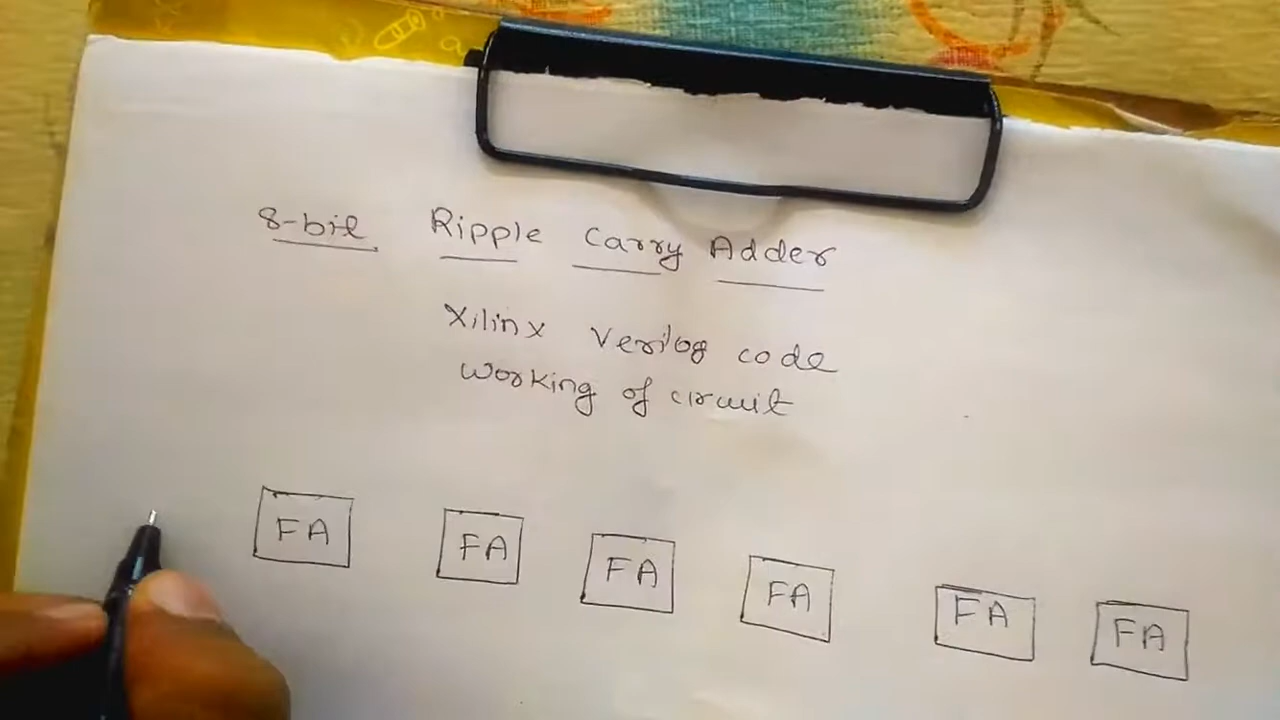 8-bit Ripple Carry Adder
Xilinx Verilog code
working of circuit
FA FA FA FA FA FA